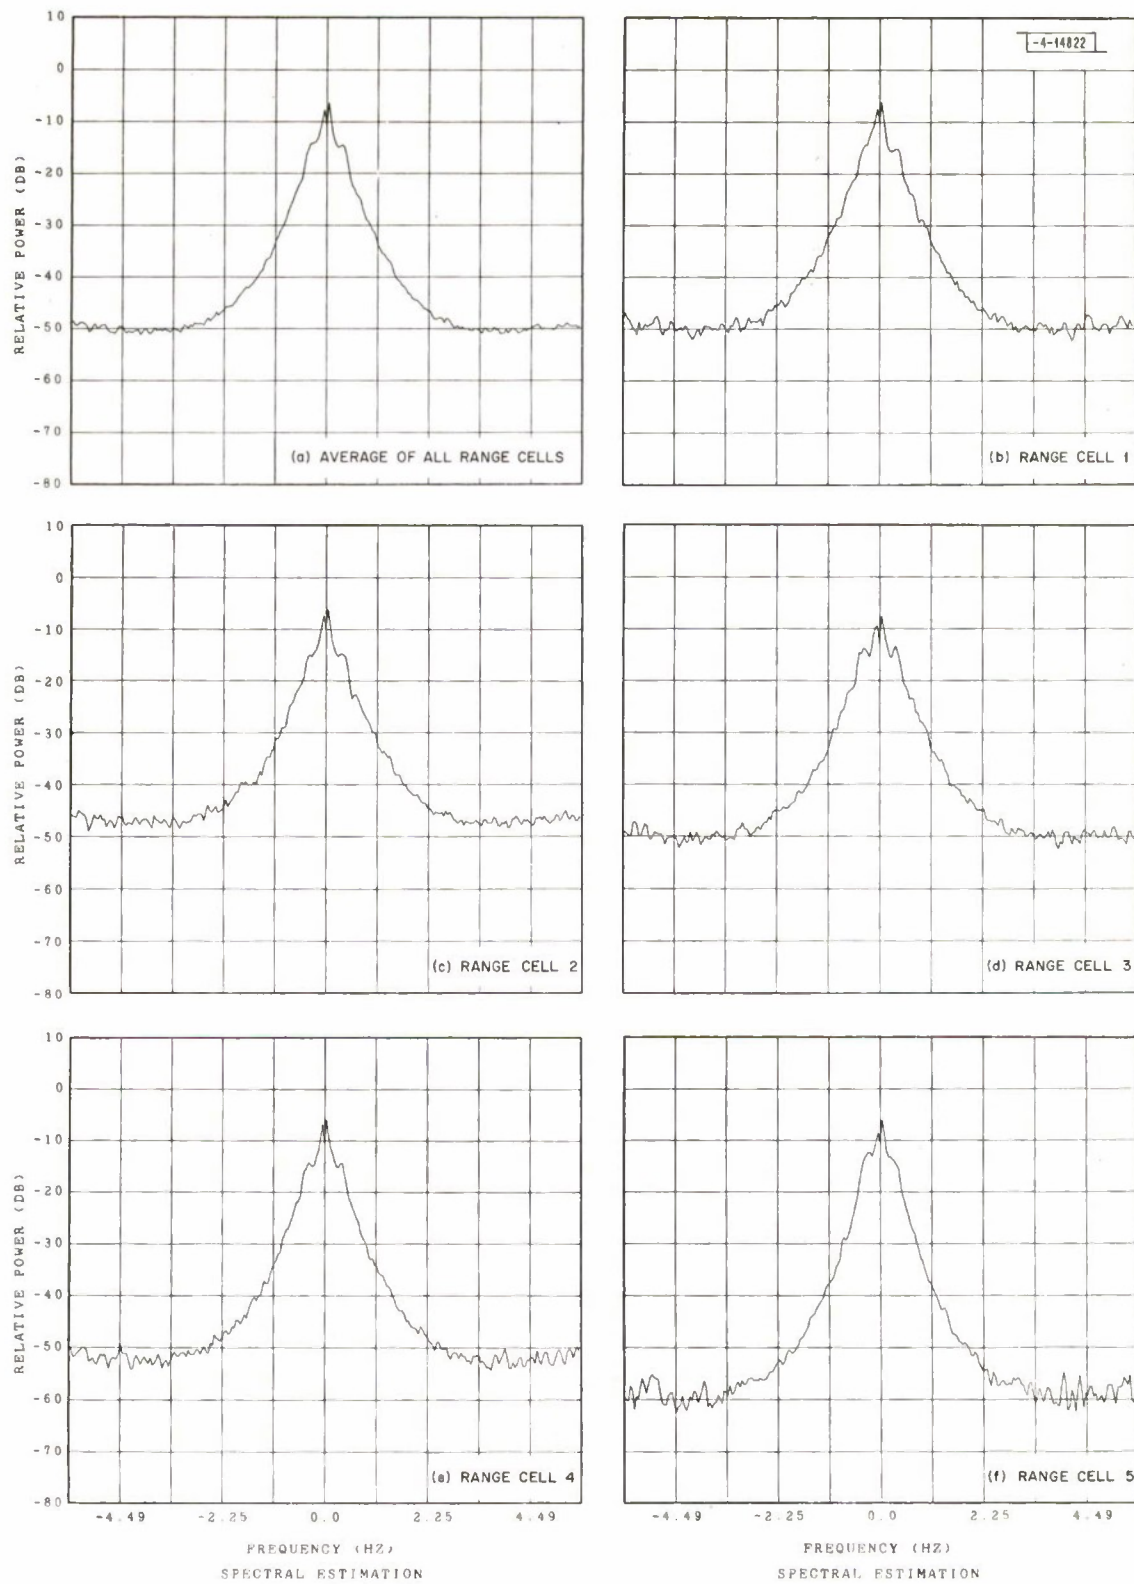 -4-14822
RELATIVE POWER (DB)
10
0
-10
-20
-30
-40
-50
-60
-70
-80
(a) AVERAGE OF ALL RANGE CELLS
(b) RANGE CELL 1
RELATIVE POWER (DB)
10
0
-10
-20
-30
-40
-50
-60
-70
-80
(c) RANGE CELL 2
(d) RANGE CELL 3
RELATIVE POWER (DB)
10
0
-10
-20
-30
-40
-50
-60
-70
-80
(e) RANGE CELL 4
(f) RANGE CELL 5
-4.49 -2.25 0.0 2.25 4.49
-4.49 -2.25 0.0 2.25 4.49
FREQUENCY (HZ)
FREQUENCY (HZ)
SPECTRAL ESTIMATION
SPECTRAL ESTIMATION